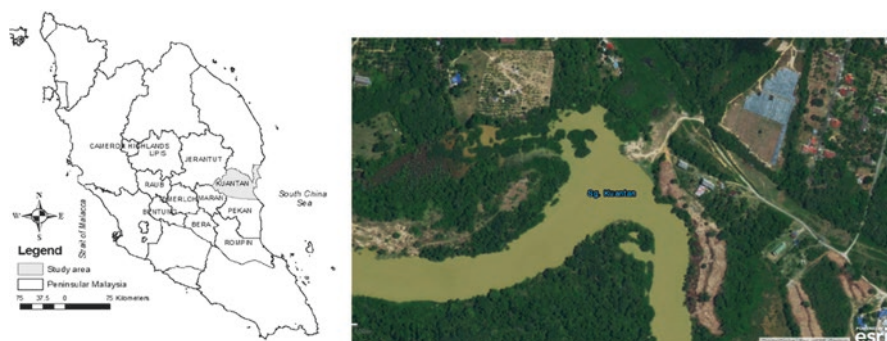 CAMERON HIGHLANDS
LIPIS
JERANTUT
KUANTAN
RAUB
MARAN
BENTUNG
PEKAN
BERA
ROMPIN
South China
Sea
Strait of Malacca
N
W
E
S
Legend
Study area
Peninsular Malaysia
75 37.5 0 75 Kilometers
Sg. Kuantan
esri